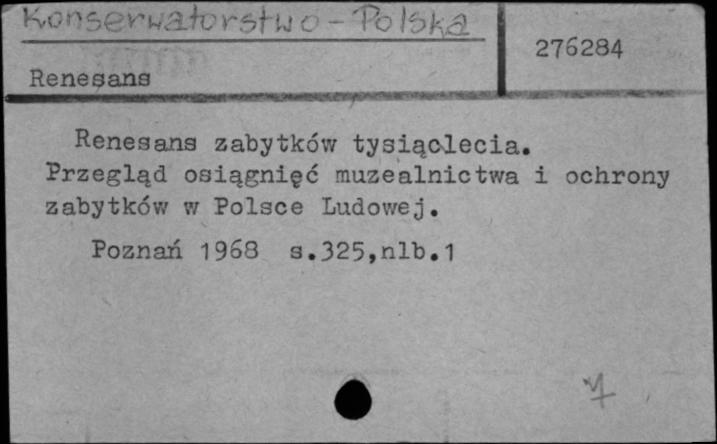 Konserwatorstwo - Polska
276284
Renesans
Renesans zabytków tysiąclecia.
Przegląd osiągnięć muzealnictwa i ochrony
zabytków w Polsce Ludowej.
Poznań 1968 s.325,nlb.1